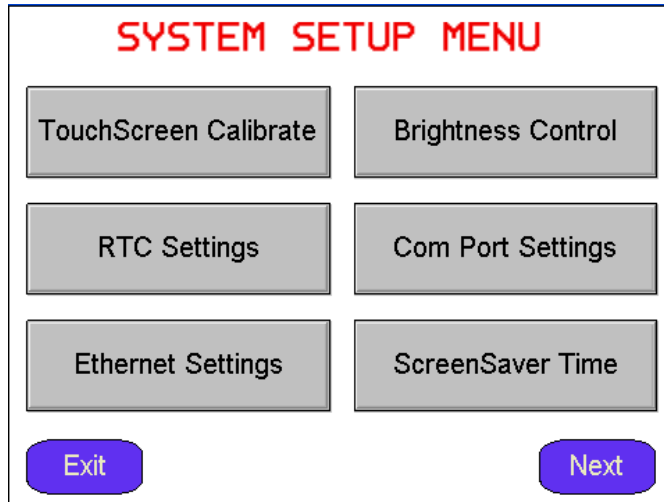 SYSTEM SETUP MENU
TouchScreen Calibrate
Brightness Control
RTC Settings
Com Port Settings
Ethernet Settings
ScreenSaver Time
Exit
Next